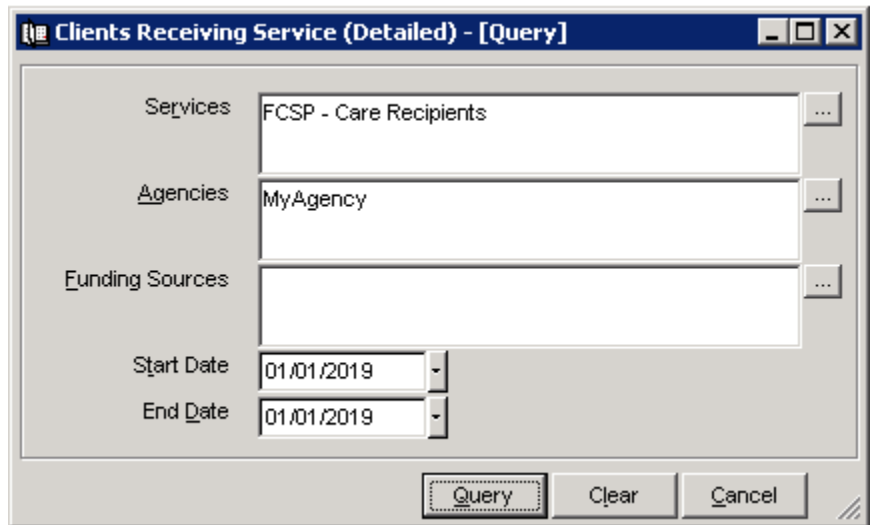 Clients Receiving Service (Detailed) - [Query]
Services
FCSP - Care Recipients
...
Agencies
MyAgency
...
Funding Sources
...
Start Date
01/01/2019
End Date
01/01/2019
Query Clear Cancel